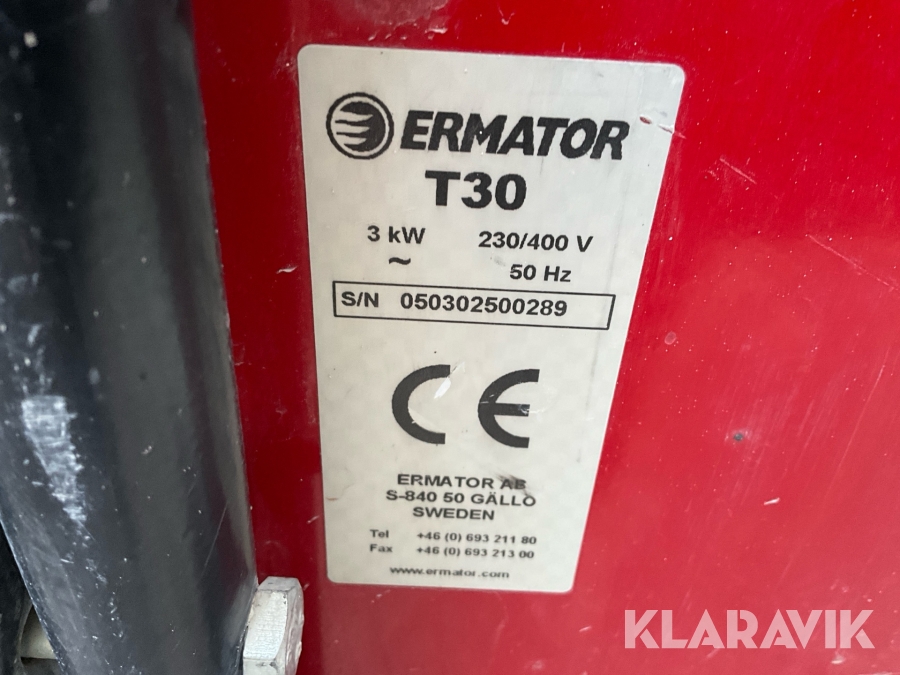 ERMATOR
T30
3 kW 230/400 V
~ 50 Hz
S/N 050302500289
CE
ERMATOR AB
S-840 50 GÄLLÖ
SWEDEN
Tel +46 (0) 693 211 80
Fax +46 (0) 693 213 00
www.ermator.com
KLARAVIK